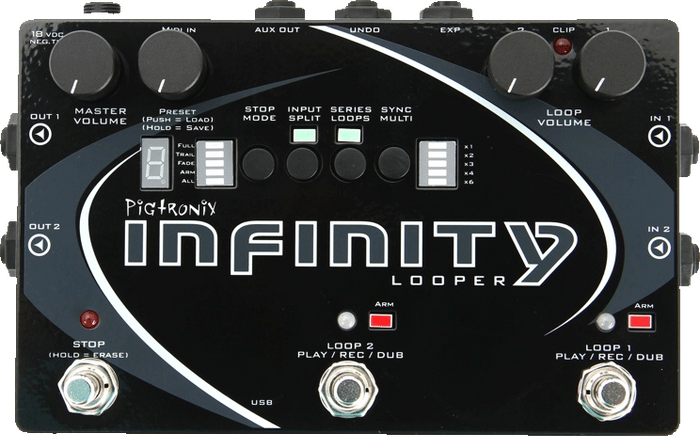 18 VDC
NEG.TIP
MIDI IN
AUX OUT
UNDO
EXP
2
CLIP
1
OUT 1
MASTER
VOLUME
PRESET
(PUSH = LOAD)
(HOLD = SAVE)
STOP
MODE
INPUT
SPLIT
SERIES
LOOPS
SYNC
MULTI
LOOP
VOLUME
IN 1
FULL
TRAIL
FADE
ARM
ALL
8
x1
x2
x3
x4
x6
OUT 2
PIGTRONIX
INFINITY
LOOPER
IN 2
STOP
(HOLD = ERASE)
ARM
LOOP 2
PLAY / REC / DUB
ARM
LOOP 1
PLAY / REC / DUB
USB